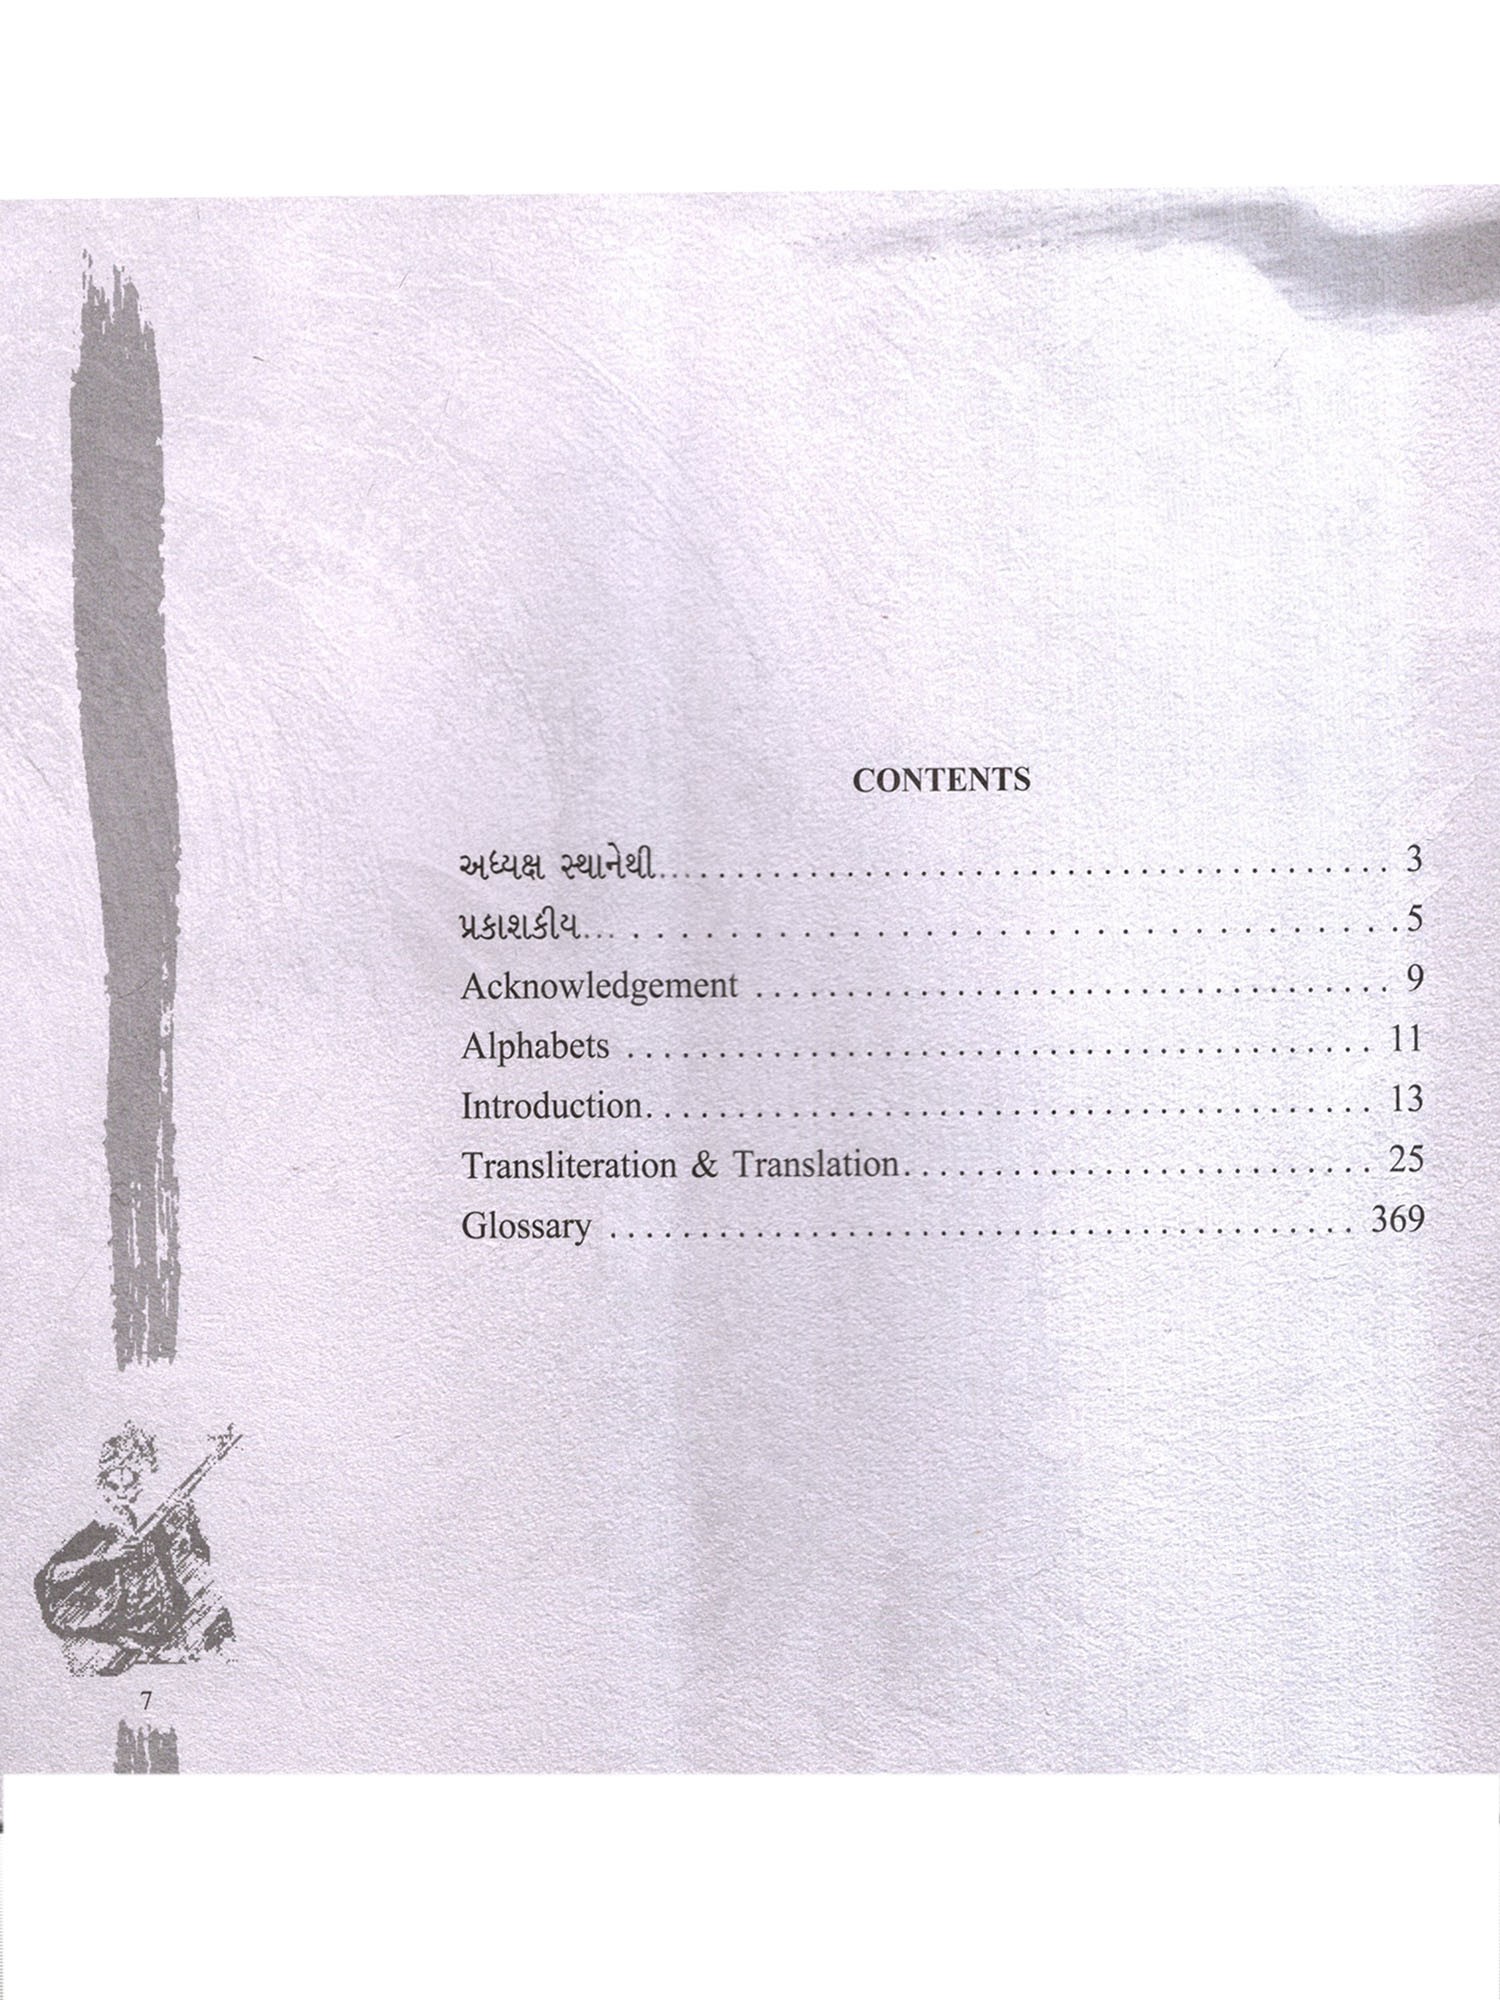 CONTENTS
અધ્યક્ષ સ્થાનેથી... 3
પ્રકાશકીય... 5
Acknowledgement 9
Alphabets 11
Introduction 13
Transliteration & Translation 25
Glossary 369
7